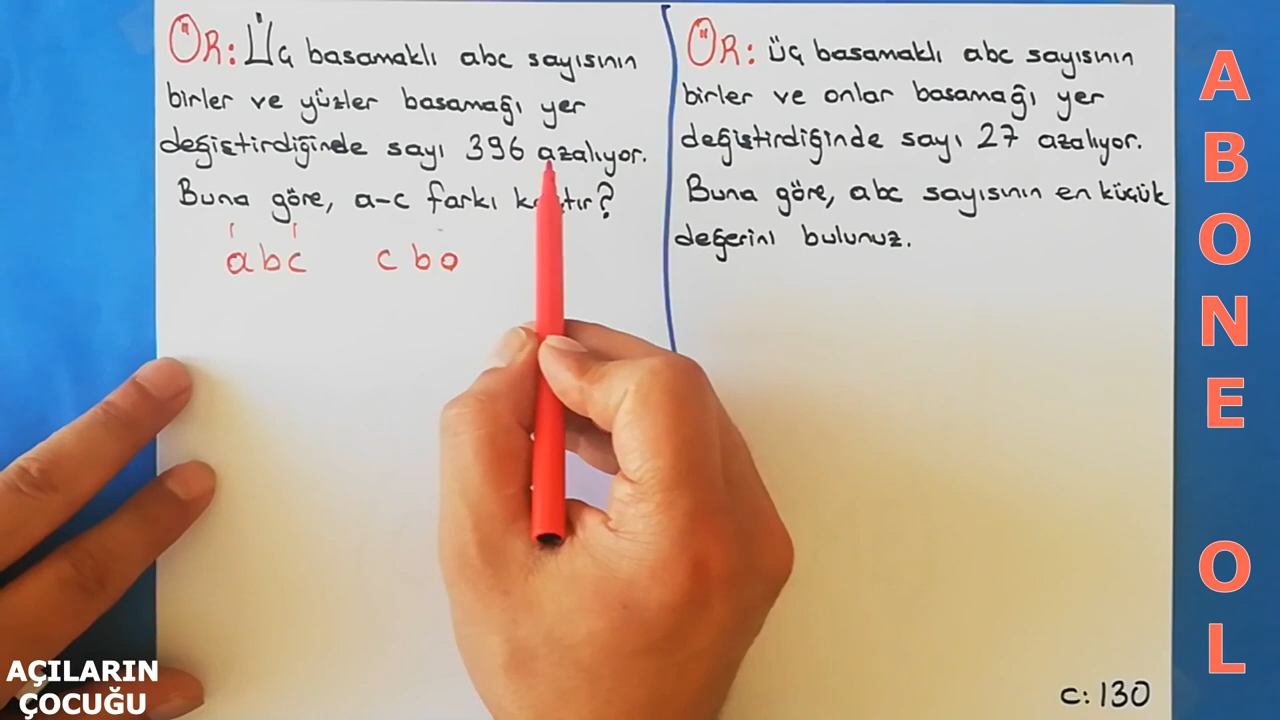 ÖR: Üç basamaklı abc sayısının
birler ve yüzler basamağı yer
değiştirdiğinde sayı 396 azalıyor.
Buna göre, a-c farkı kaçtır?
abc cba
ÖR: üç basamaklı abc sayısının
birler ve onlar basamağı yer
değiştirdiğinde sayı 27 azalıyor.
Buna göre, abc sayısının en küçük
değerini bulunuz.
C: 130
ABONE
OL
AÇILARIN
ÇOCUĞU